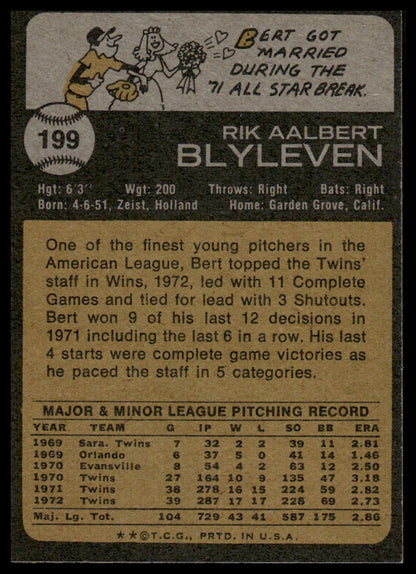 BERT GOT
MARRIED
DURING THE
'71 ALL STAR BREAK.
199
RIK AALBERT
BLYLEVEN
Hgt: 6'3" Wgt: 200 Throws: Right Bats: Right
Born: 4-6-51, Zeist, Holland Home: Garden Grove, Calif.
One of the finest young pitchers in the
American League, Bert topped the Twins'
staff in Wins, 1972, led with 11 Complete
Games and tied for lead with 3 Shutouts.
Bert won 9 of his last 12 decisions in
1971 including the last 6 in a row. His last
4 starts were complete game victories as
he paced the staff in 5 categories.
MAJOR & MINOR LEAGUE PITCHING RECORD
YEAR TEAM G IP W L SO BB ERA
1969 Sara. Twins 7 32 2 2 39 11 2.81
1969 Orlando 6 37 5 0 41 14 1.46
1970 Evansville 8 54 4 2 63 12 2.50
1970 Twins 27 164 10 9 135 47 3.18
1971 Twins 38 278 16 15 224 59 2.82
1972 Twins 39 287 17 17 228 69 2.73
Maj. Lg. Tot. 104 729 43 41 587 175 2.86
**©T.C.G., PRTD. IN U.S.A.